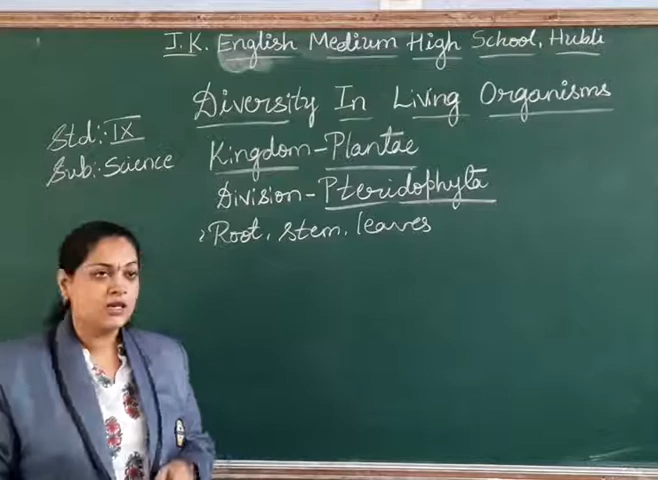 J.K. English Medium High School, Hubli
Diversity In Living Organisms
Std:- IX
Sub:- Science
Kingdom-Plantae
Division-Pteridophyta
Root, stem, leaves